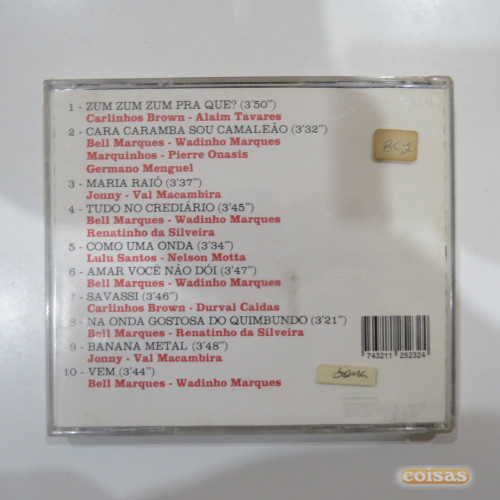 1 - ZUM ZUM ZUM PRA QUE? (3'50")
Carlinhos Brown - Alaim Tavares
2 - CARA CARAMBA SOU CAMALEÃO (3'32")
Bell Marques - Wadinho Marques
Marquinhos - Pierre Onasis
Germano Menguel
3 - MARIA RAIÓ (3'37")
Jonny - Val Macambira
4 - TUDO NO CREDIÁRIO (3'45")
Bell Marques - Wadinho Marques
Renatinho da Silveira
5 - COMO UMA ONDA (3'34")
Lulu Santos - Nelson Motta
6 - AMAR VOCÊ NÃO DÓI (3'47")
Bell Marques - Wadinho Marques
7 - SAVASSI (3'46")
Carlinhos Brown - Durval Caldas
8 - NA ONDA GOSTOSA DO QUIMBUNDO (3'21")
Bell Marques - Renatinho da Silveira
9 - BANANA METAL (3'48")
Jonny - Val Macambira
10 - VEM (3'44")
Bell Marques - Wadinho Marques
BC2
743211 252324
coisas